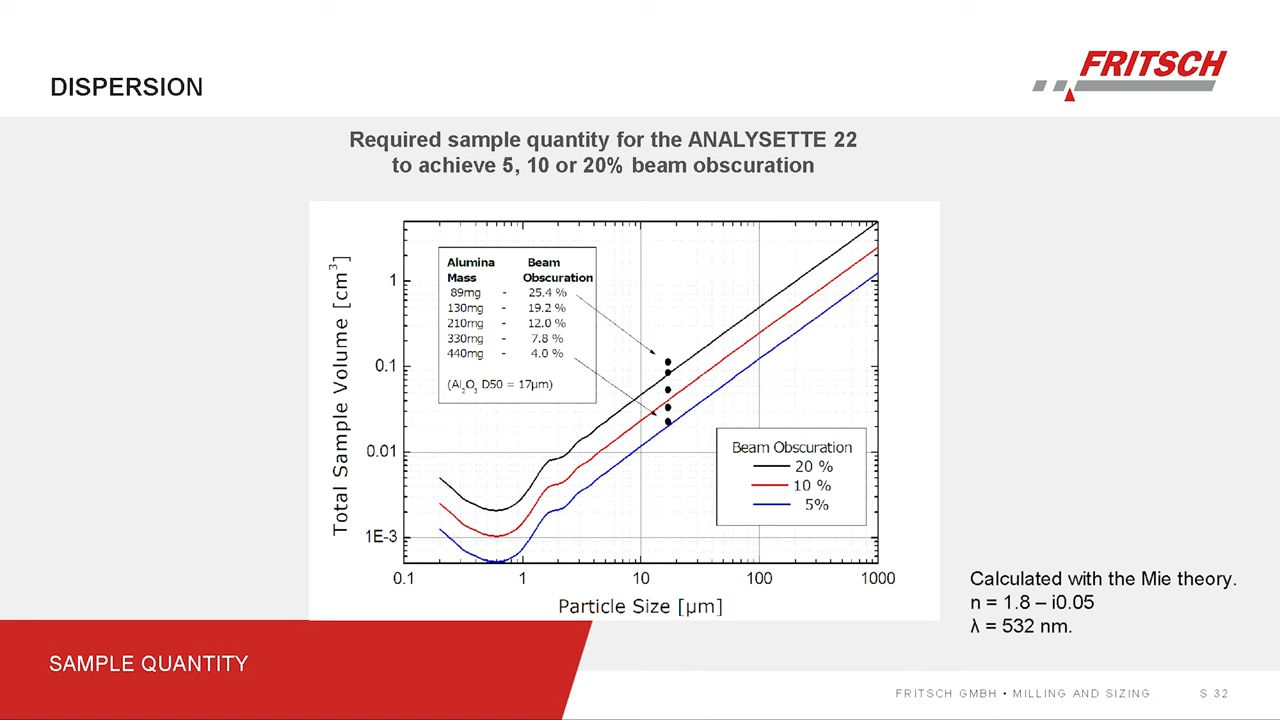 DISPERSION
FRITSCH
Required sample quantity for the ANALYSETTE 22
to achieve 5, 10 or 20% beam obscuration
Total Sample Volume [cm³]
1
0.1
0.01
1E-3
Alumina Beam
Mass Obscuration
89mg - 25.4 %
130mg - 19.2 %
210mg - 12.0 %
330mg - 7.8 %
440mg - 4.0 %
(Al₂O₃ D50 = 17µm)
Beam Obscuration
20 %
10 %
5%
0.1 1 10 100 1000
Particle Size [µm]
Calculated with the Mie theory.
n = 1.8 – i0.05
λ = 532 nm.
SAMPLE QUANTITY
FRITSCH GMBH • MILLING AND SIZING S 32